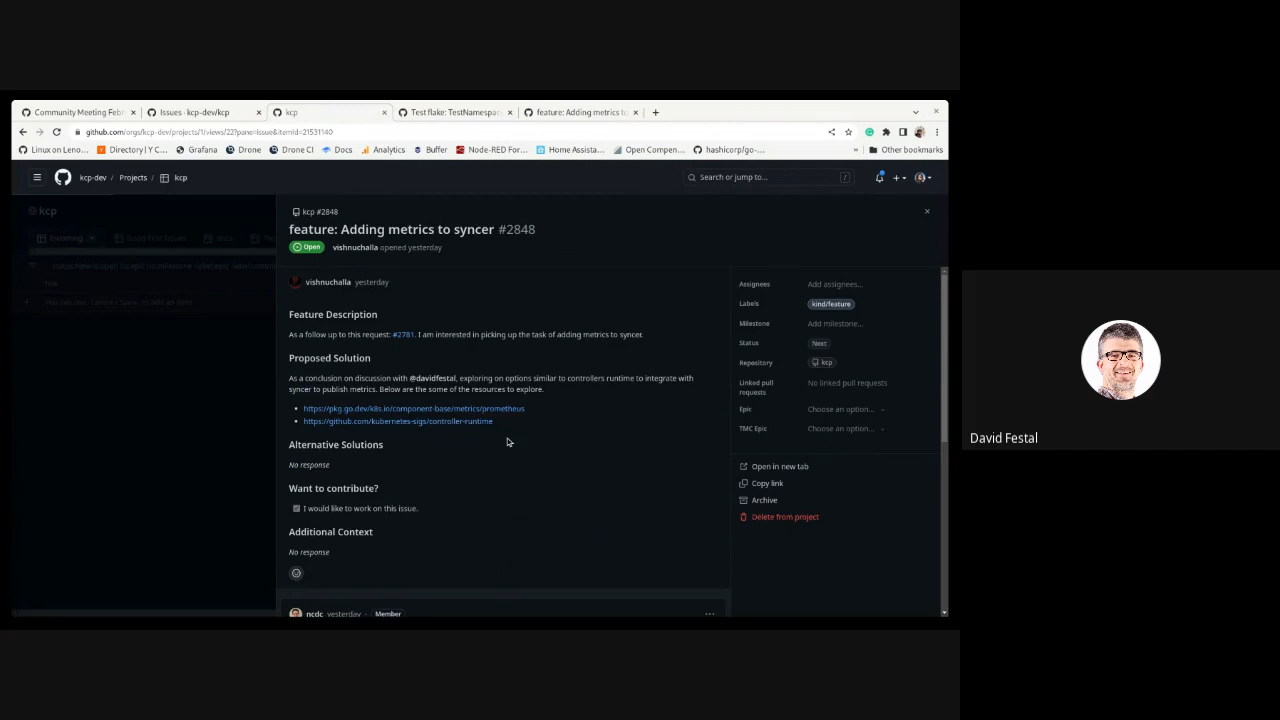 Community Meeting Febr
Issues · kcp-dev/kcp
kcp
Test flake: TestNamespac
feature: Adding metrics to
github.com/orgs/kcp-dev/projects/1/views/22?pane=issue&itemId=21531140
Linux on Leno...
Directory | Y C...
Grafana
Drone
Drone CI
Docs
Analytics
Buffer
Node-RED For...
Home Assista...
Open Compen...
hashicorp/go-...
»
Other bookmarks
kcp-dev / Projects / kcp
Search or jump to...
/
kcp
kcp #2848
feature: Adding metrics to syncer #2848
Open
vishnuchalla opened yesterday
vishnuchalla yesterday
Feature Description
As a follow up to this request: #2781. I am interested in picking up the task of adding metrics to syncer.
Proposed Solution
As a conclusion on discussion with @davidfestal, exploring on options similar to controllers runtime to integrate with
syncer to publish metrics. Below are the some of the resources to explore.
• https://pkg.go.dev/k8s.io/component-base/metrics/prometheus
• https://github.com/kubernetes-sigs/controller-runtime
Alternative Solutions
No response
Want to contribute?
I would like to work on this issue.
Additional Context
No response
ncdc yesterday · Member
...
Assignees
Add assignees...
Labels
kind/feature
Milestone
Add milestone...
Status
Next
Repository
kcp
Linked pull
requests
No linked pull requests
Epic
Choose an option...
TMC Epic
Choose an option...
Open in new tab
Copy link
Archive
Delete from project
David Festal